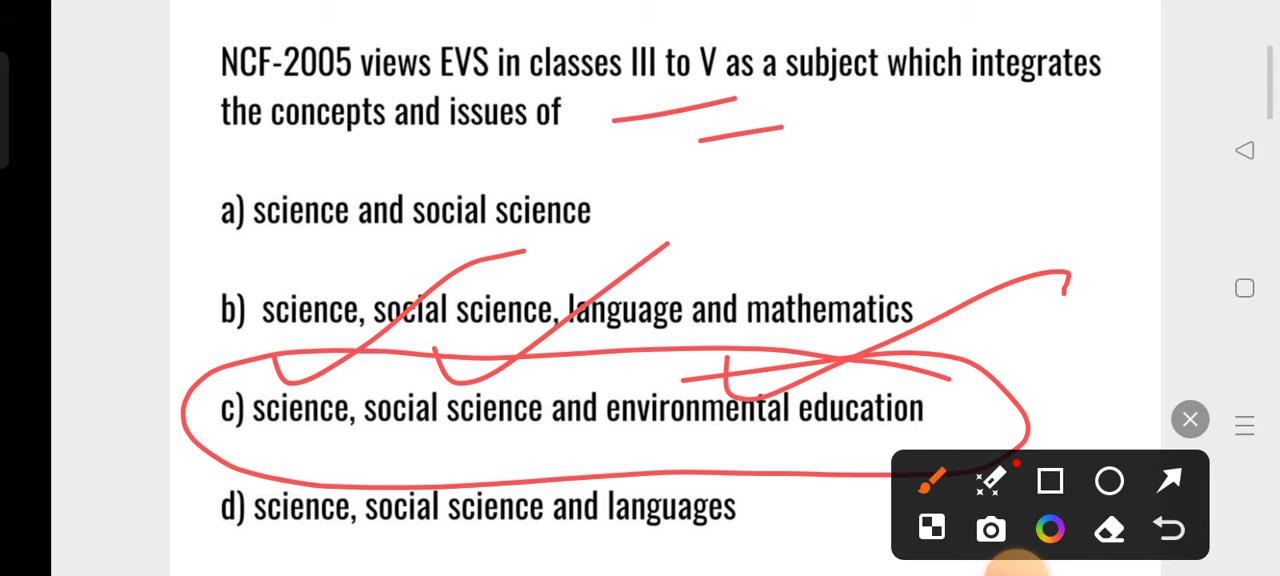 NCF-2005 views EVS in classes III to V as a subject which integrates
the concepts and issues of
a) science and social science
b) science, social science, language and mathematics
c) science, social science and environmental education
d) science, social science and languages